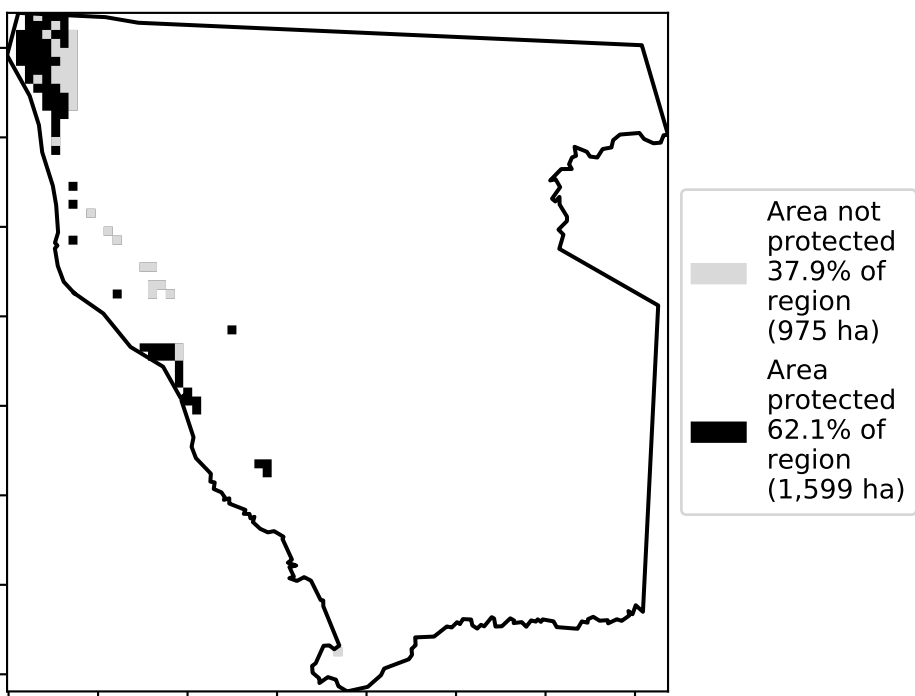 Area not
protected
37.9% of
region
(975 ha)
Area
protected
62.1% of
region
(1,599 ha)